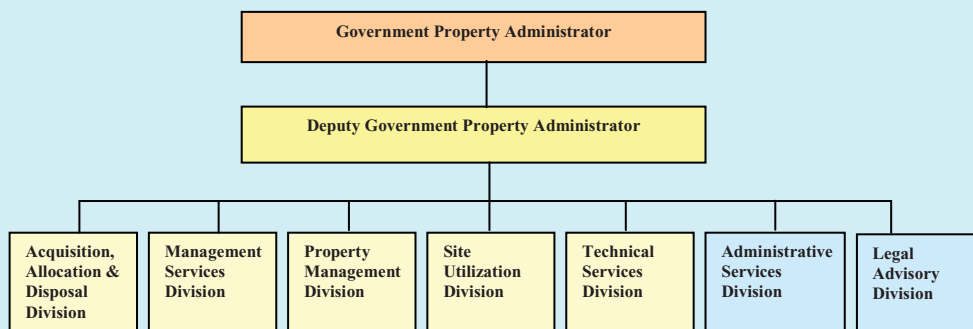 Government Property Administrator
Deputy Government Property Administrator
Acquisition,
Allocation &
Disposal
Division
Management
Services
Division
Property
Management
Division
Site
Utilization
Division
Technical
Services
Division
Administrative
Services
Division
Legal
Advisory
Division